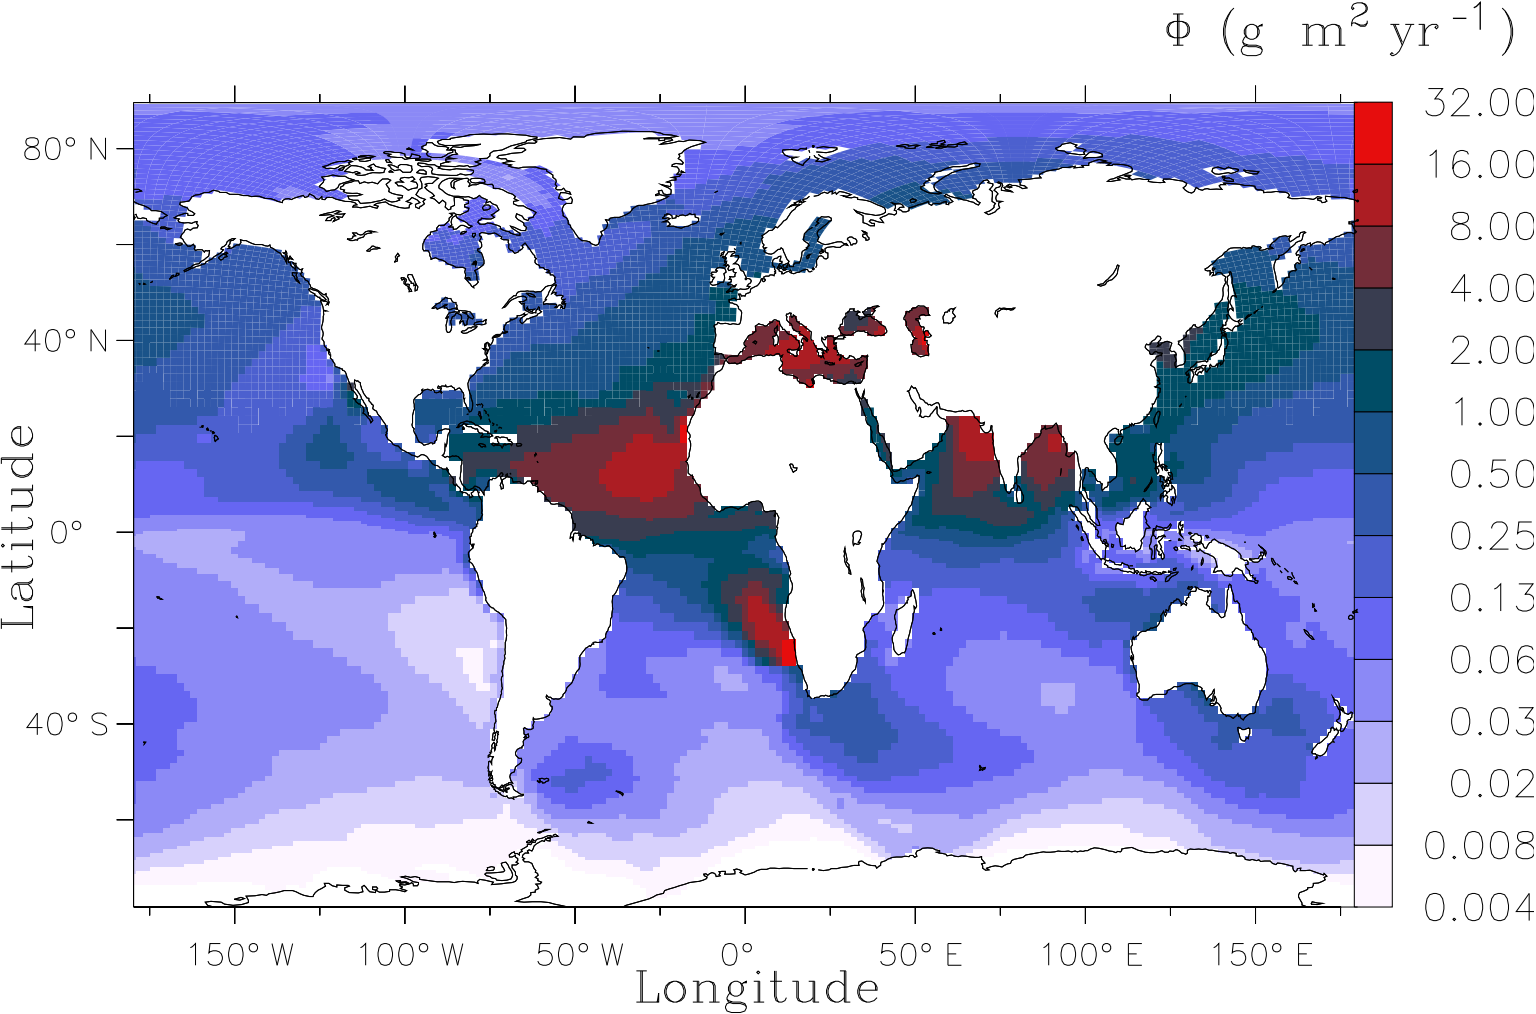 Φ (g m² yr⁻¹)
32.00
16.00
8.00
4.00
2.00
1.00
0.50
0.25
0.13
0.06
0.03
0.02
0.008
0.004
80° N
40° N
0°
40° S
Latitude
150° W 100° W 50° W 0° 50° E 100° E 150° E
Longitude